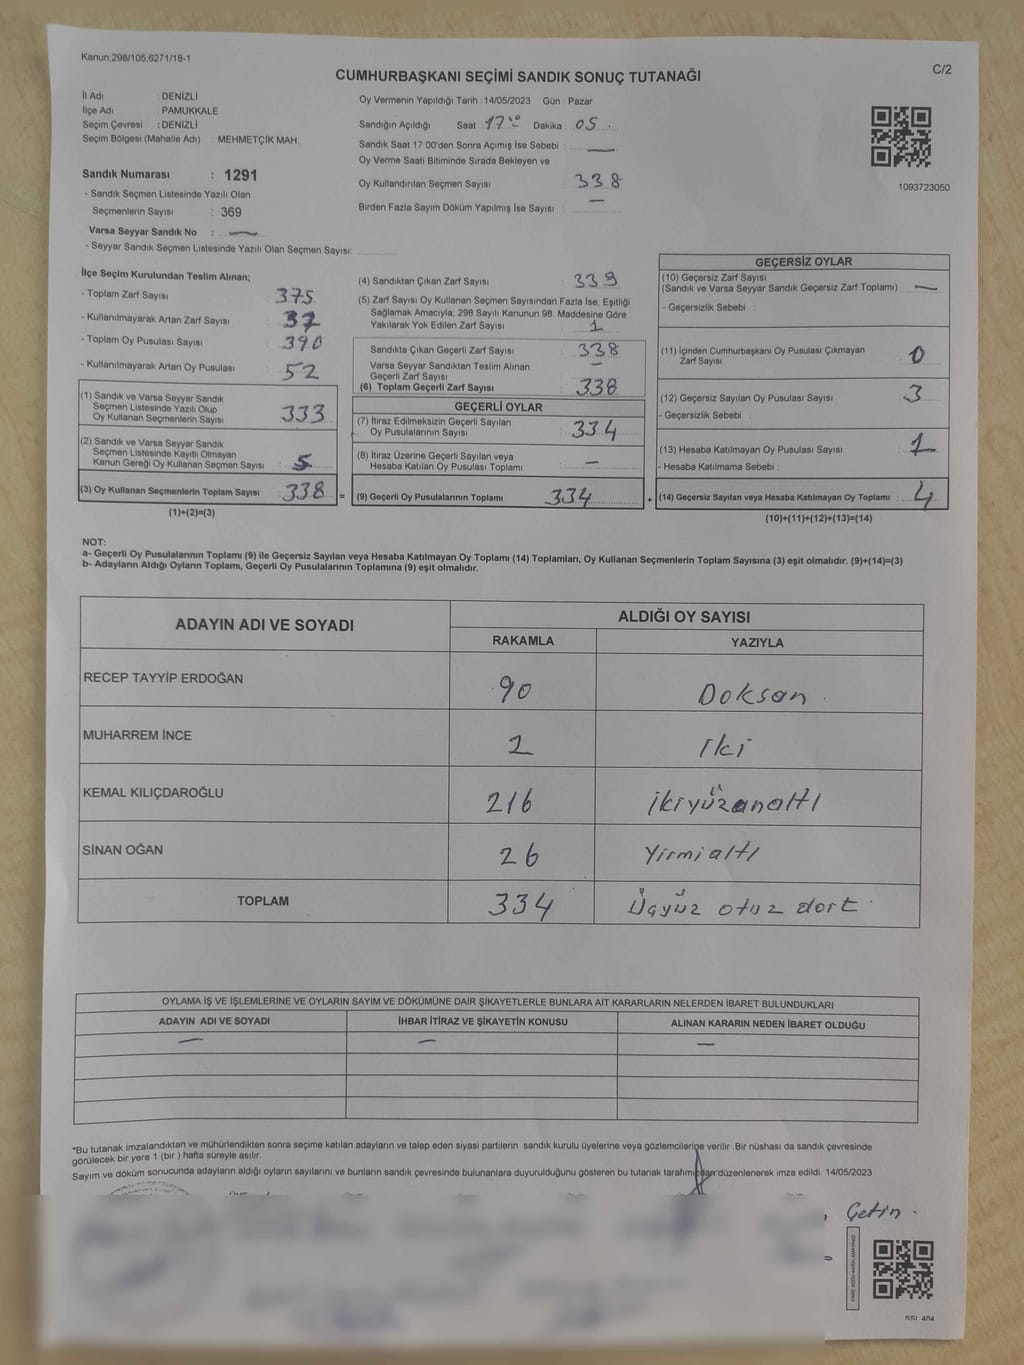 Kanun;298/105,6271/18-1
C/2
CUMHURBAŞKANI SEÇİMİ SANDIK SONUÇ TUTANAĞI
İl Adı : DENİZLİ
İlçe Adı : PAMUKKALE
Seçim Çevresi : DENİZLİ
Seçim Bölgesi (Mahalle Adı) : MEHMETÇİK MAH.
Sandık Numarası : 1291
- Sandık Seçmen Listesinde Yazılı Olan
Seçmenlerin Sayısı : 369
Varsa Seyyar Sandık No : —
- Seyyar Sandık Seçmen Listesinde Yazılı Olan Seçmen Sayısı:
Oy Vermenin Yapıldığı Tarih : 14/05/2023 Gün : Pazar
Sandığın Açıldığı Saat : 17 Dakika : 05
Sandık Saat 17:00'den Sonra Açımış İse Sebebi : —
Oy Verme Saati Bitiminde Sırada Bekleyen ve
Oy Kullandırılan Seçmen Sayısı : 338
Birden Fazla Sayım Döküm Yapılmış İse Sayısı : —
1093723050
İlçe Seçim Kurulundan Teslim Alınan;
- Toplam Zarf Sayısı : 375
- Kullanılmayarak Artan Zarf Sayısı : 37
- Toplam Oy Pusulası Sayısı : 390
- Kullanılmayarak Artan Oy Pusulası : 52
(1) Sandık ve Varsa Seyyar Sandık
Seçmen Listesinde Yazılı Olup
Oy Kullanan Seçmenlerin Sayısı : 333
(2) Sandık ve Varsa Seyyar Sandık
Seçmen Listesinde Kayıtlı Olmayan
Kanun Gereği Oy Kullanan Seçmen Sayısı : 5
(3) Oy Kullanan Seçmenlerin Toplam Sayısı : 338 =
(1)+(2)=(3)
(4) Sandıktan Çıkan Zarf Sayısı : 339
(5) Zarf Sayısı Oy Kullanan Seçmen Sayısından Fazla İse, Eşitliği
Sağlamak Amacıyla; 298 Sayılı Kanunun 98. Maddesine Göre
Yakılarak Yok Edilen Zarf Sayısı : 1
Sandıkta Çıkan Geçerli Zarf Sayısı : 338
Varsa Seyyar Sandıktan Teslim Alınan
Geçerli Zarf Sayısı : —
(6) Toplam Geçerli Zarf Sayısı : 338
GEÇERLİ OYLAR
(7) İtiraz Edilmeksizin Geçerli Sayılan
Oy Pusulalarının Sayısı : 334
(8) İtiraz Üzerine Geçerli Sayılan veya
Hesaba Katılan Oy Pusulası Toplamı : —
(9) Geçerli Oy Pusulalarının Toplamı 334 +
GEÇERSİZ OYLAR
(10) Geçersiz Zarf Sayısı
(Sandık ve Varsa Seyyar Sandık Geçersiz Zarf Toplamı) : —
- Geçersizlik Sebebi :
(11) İçinden Cumhurbaşkanı Oy Pusulası Çıkmayan
Zarf Sayısı : 0
(12) Geçersiz Sayılan Oy Pusulası Sayısı : 3
- Geçersizlik Sebebi :
(13) Hesaba Katılmayan Oy Pusulası Sayısı : 1
- Hesaba Katılmama Sebebi :
(14) Geçersiz Sayılan veya Hesaba Katılmayan Oy Toplamı : 4
(10)+(11)+(12)+(13)=(14)
NOT:
a- Geçerli Oy Pusulalarının Toplamı (9) ile Geçersiz Sayılan veya Hesaba Katılmayan Oy Toplamı (14) Toplamları, Oy Kullanan Seçmenlerin Toplam Sayısına (3) eşit olmalıdır. (9)+(14)=(3)
b- Adayların Aldığı Oyların Toplamı, Geçerli Oy Pusulalarının Toplamına (9) eşit olmalıdır.
ADAYIN ADI VE SOYADI
ALDIĞI OY SAYISI
RAKAMLA YAZIYLA
RECEP TAYYİP ERDOĞAN 90 Doksan
MUHARREM İNCE 2 iki
KEMAL KILIÇDAROĞLU 216 ikiyüzonaltı
SİNAN OĞAN 26 Yirmialtı
TOPLAM 334 Üçyüz otuz dört
OYLAMA İŞ VE İŞLEMLERİNE VE OYLARIN SAYIM VE DÖKÜMÜNE DAİR ŞİKAYETLERLE BUNLARA AİT KARARLARIN NELERDEN İBARET BULUNDUKLARI
ADAYIN ADI VE SOYADI İHBAR İTİRAZ VE ŞİKAYETİN KONUSU ALINAN KARARIN NEDEN İBARET OLDUĞU
— — —
*Bu tutanak imzalandıktan ve mühürlendikten sonra seçime katılan adayların ve talep eden siyasi partilerin sandık kurulu üyelerine veya gözlemcilerine verilir .Bir nüshası da sandık çevresinde
görülecek bir yere 1 (bir ) hafta süreyle asılır.
Sayım ve döküm sonucunda adayların aldığı oyların sayılarını ve bunların sandık çevresinde bulunanlara duyurulduğunu gösteren bu tutanak tarafımızdan düzenlenerek imza edildi. 14/05/2023
Çetin